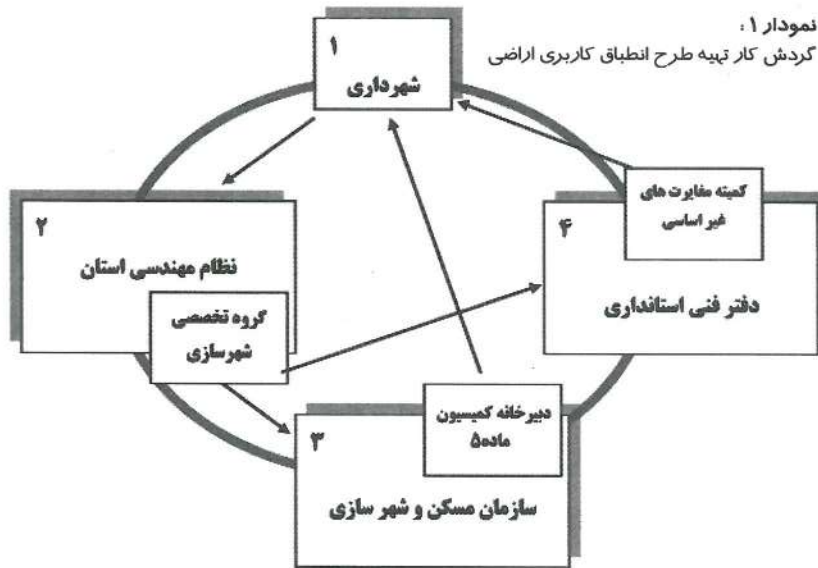 نمودار ۱:
گردش کار تهیه طرح انطباق کاربری اراضی
۱
شهرداری
کمیته مغایرت های
غیر اساسی
۴
دفتر فنی استانداری
۲
نظام مهندسی استان
گروه تخصصی
شهرسازی
دبیرخانه کمیسیون
ماده۵
۳
سازمان مسکن و شهر سازی